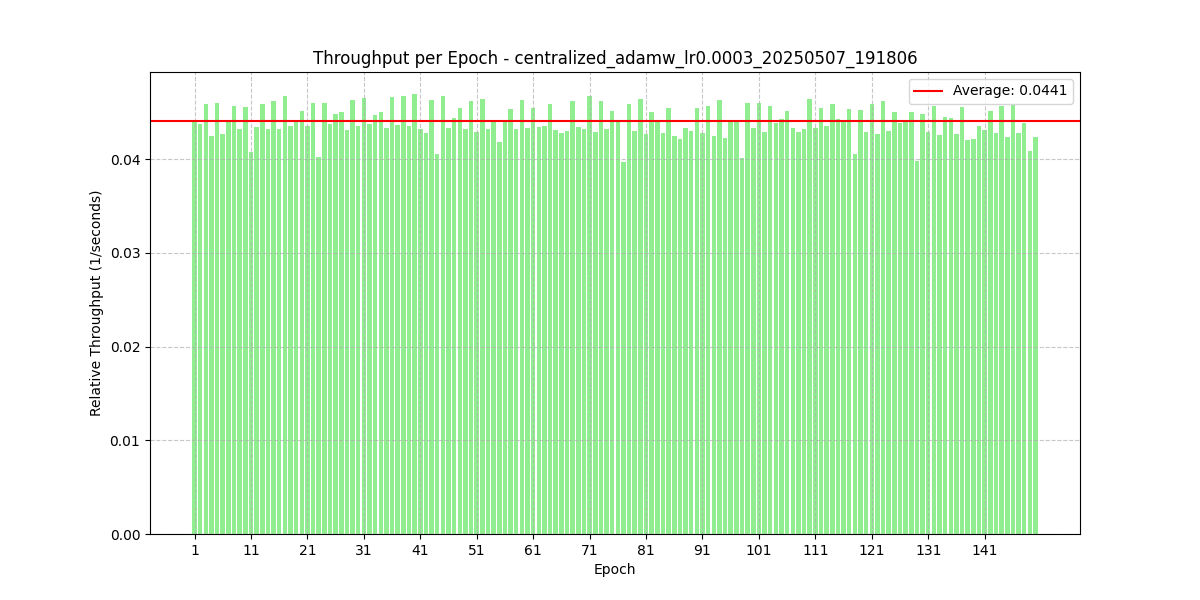 Throughput per Epoch - centralized_adamw_lr0.0003_20250507_191806
Average: 0.0441
Relative Throughput (1/seconds)
0.04
0.03
0.02
0.01
0.00
1 11 21 31 41 51 61 71 81 91 101 111 121 131 141
Epoch